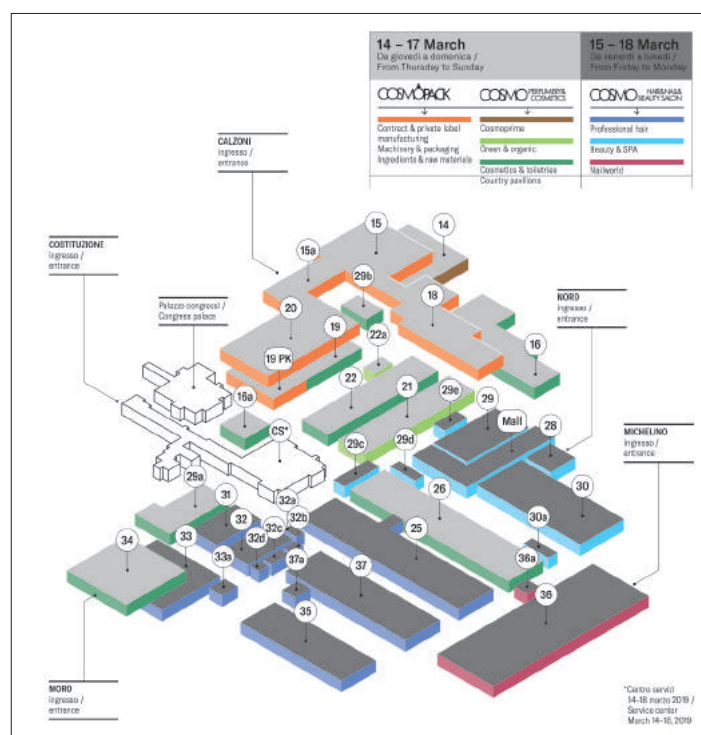 14 – 17 March
Da giovedì a domenica /
From Thursday to Sunday
15 – 18 March
Da venerdì a lunedì /
From Friday to Monday
COSMOPACK
COSMO PERFUMERY& COSMETICS
COSMO HAIR&NAIL& BEAUTY SALON
Contract & private label
manufacturing
Machinery & packaging
Ingredients & raw materials
Cosmoprime
Green & organic
Cosmetics & toiletries
Country pavilions
Professional hair
Beauty & SPA
Nailworld
CALZONI
ingresso /
entrance
COSTITUZIONE
ingresso /
entrance
Palazzo congressi /
Congress palace
NORD
ingresso /
entrance
MICHELINO
ingresso /
entrance
15
14
15a
29b
20
18
19
19 PK
22a
16
22
21
29e
29
16a
Mall
28
CS*
29c
29d
29a
31
32a
26
30
32
32b
32c
25
30a
34
33
32d
33a
37a
37
36a
35
36
MORO
ingresso /
entrance
*Centro servizi
14-18 marzo 2019 /
Service center
March 14-18, 2019